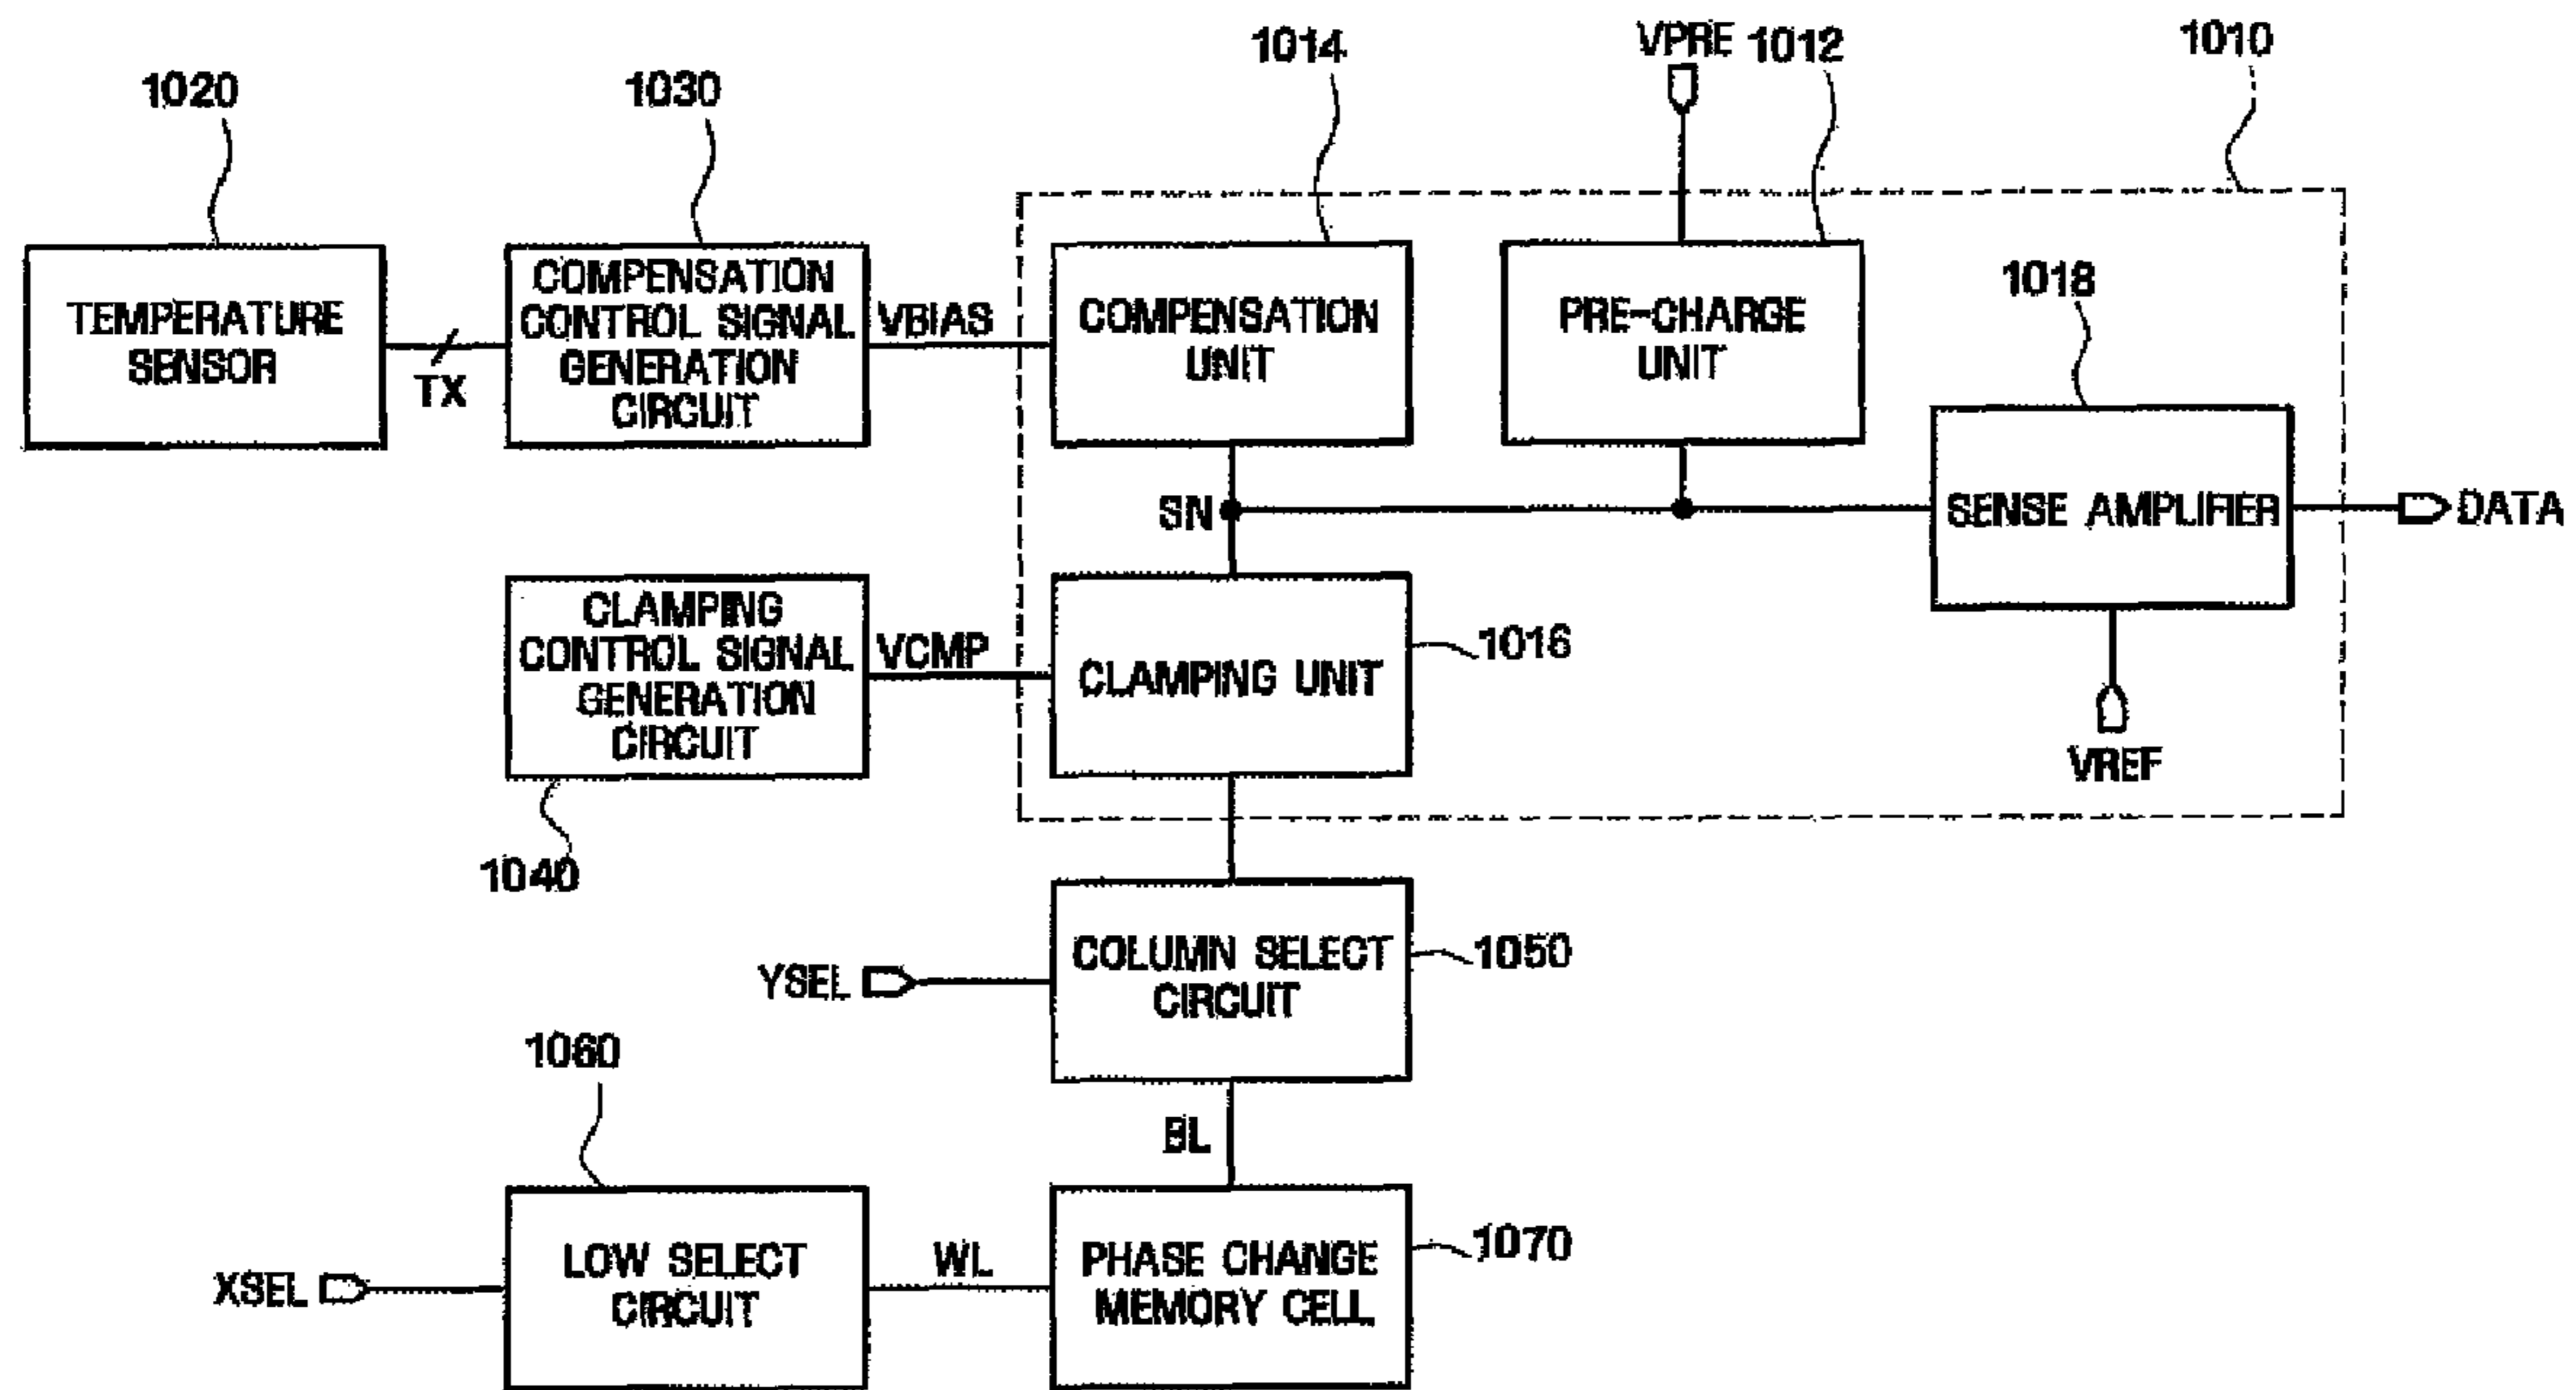 1020
1030
1014
VPRE
1012
1010
TEMPERATURE
SENSOR
TX
COMPENSATION
CONTROL SIGNAL
GENERATION
CIRCUIT
VBIAS
COMPENSATION
UNIT
PRE-CHARGE
UNIT
1018
SN
SENSE AMPLIFIER
DATA
CLAMPING
CONTROL SIGNAL
GENERATION
CIRCUIT
VCMP
CLAMPING UNIT
1016
VREF
1040
YSEL
COLUMN SELECT
CIRCUIT
1050
1060
BL
XSEL
LOW SELECT
CIRCUIT
WL
PHASE CHANGE
MEMORY CELL
1070